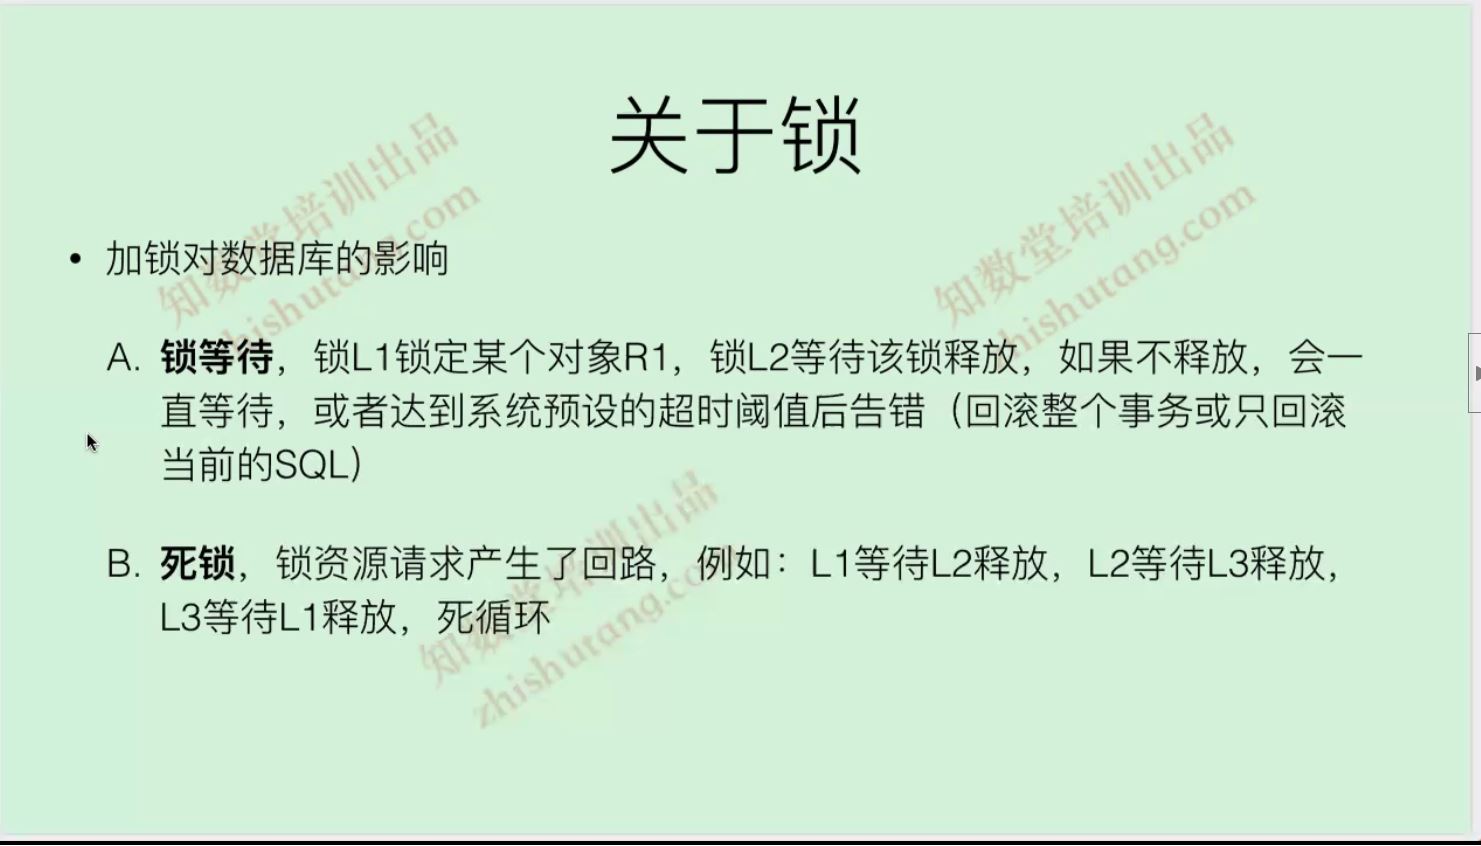 关于锁
• 加锁对数据库的影响
A. 锁等待，锁L1锁定某个对象R1，锁L2等待该锁释放，如果不释放，会一
直等待，或者达到系统预设的超时阈值后告错（回滚整个事务或只回滚
当前的SQL）
B. 死锁，锁资源请求产生了回路，例如：L1等待L2释放，L2等待L3释放，
L3等待L1释放，死循环
知数堂培训出品
zhishutang.com
知数堂培训出品
zhishutang.com
知数堂培训出品
zhishutang.com